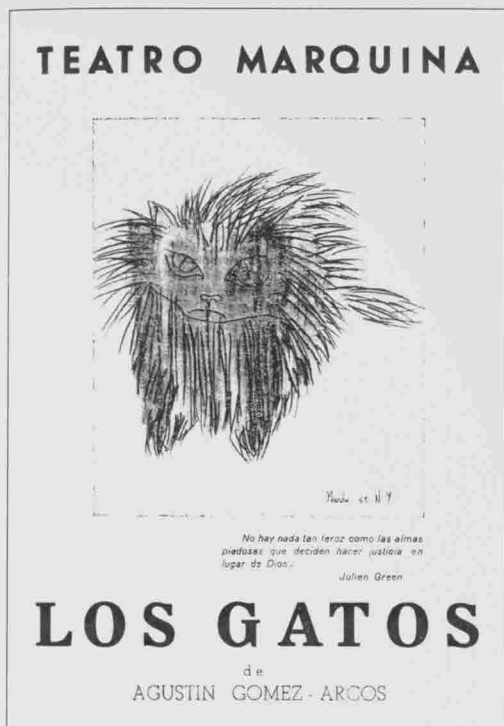 TEATRO MARQUINA
No hay nada tan feroz como las almas
piadosas que deciden hacer justicia en
lugar de Dios.
Julien Green
LOS GATOS
de
AGUSTIN GOMEZ-ARCOS